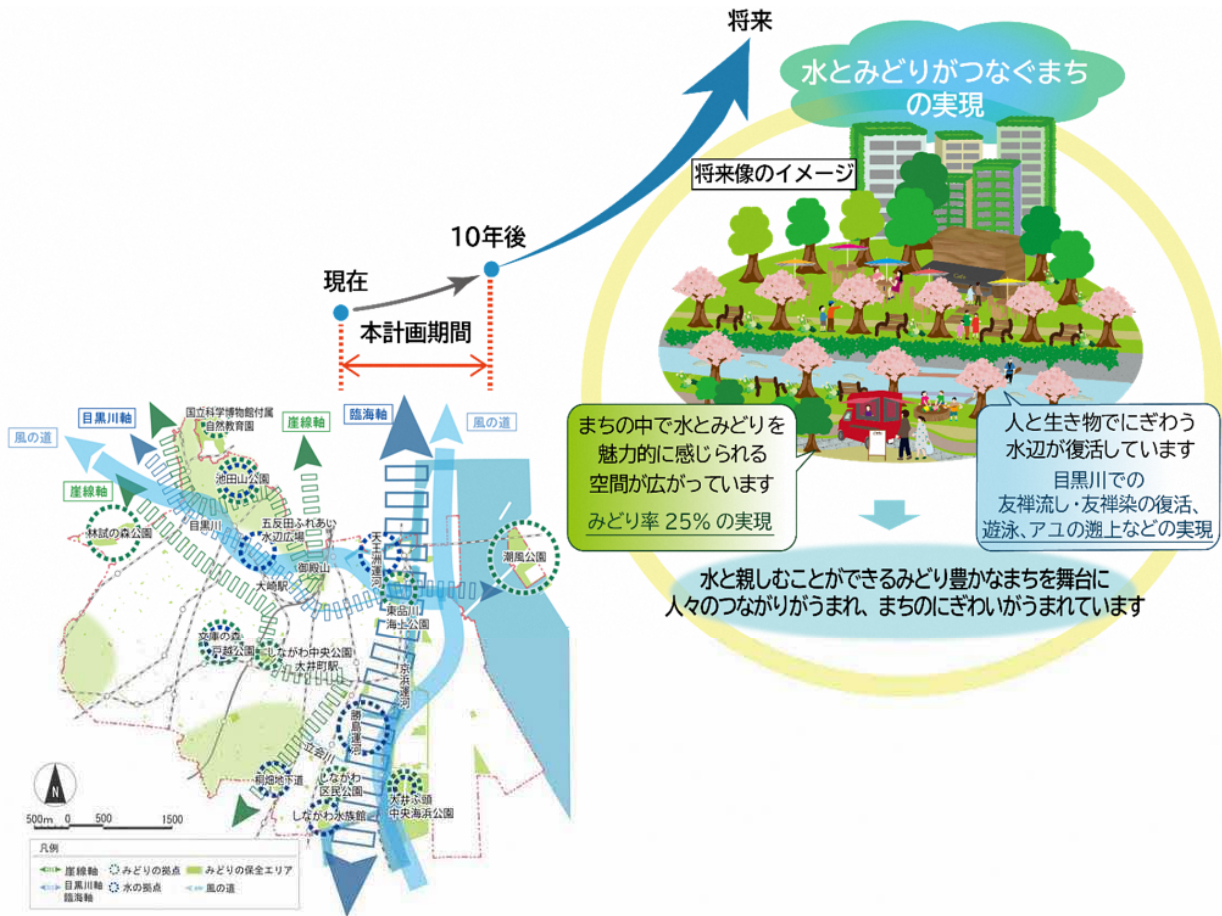 将来
水とみどりがつなぐまち
の実現
将来像のイメージ
10年後
現在
本計画期間
Cafe
まちの中で水とみどりを
魅力的に感じられる
空間が広がっています
みどり率 25% の実現
人と生き物でにぎわう
水辺が復活しています
目黒川での
友禅流し・友禅染の復活、
遊泳、アユの遡上などの実現
水と親しむことができるみどり豊かなまちを舞台に
人々のつながりがうまれ、まちのにぎわいがうまれています
国立科学博物館付属
自然教育園
目黒川軸
風の道
崖線軸
臨海軸
風の道
崖線軸
池田山公園
林試の森公園
目黒川
五反田ふれあい
水辺広場
御殿山
大崎駅
天王洲運河
潮風公園
東品川
海上公園
文庫の森
戸越公園
しながわ中央公園
大井町駅
京浜運河
勝島運河
立会川
桐畑地下道
しながわ
区民公園
しながわ水族館
大井ふ頭
中央海浜公園
N
500m 0 500 1500
凡例
崖線軸 みどりの拠点 みどりの保全エリア
目黒川軸
臨海軸 水の拠点 風の道